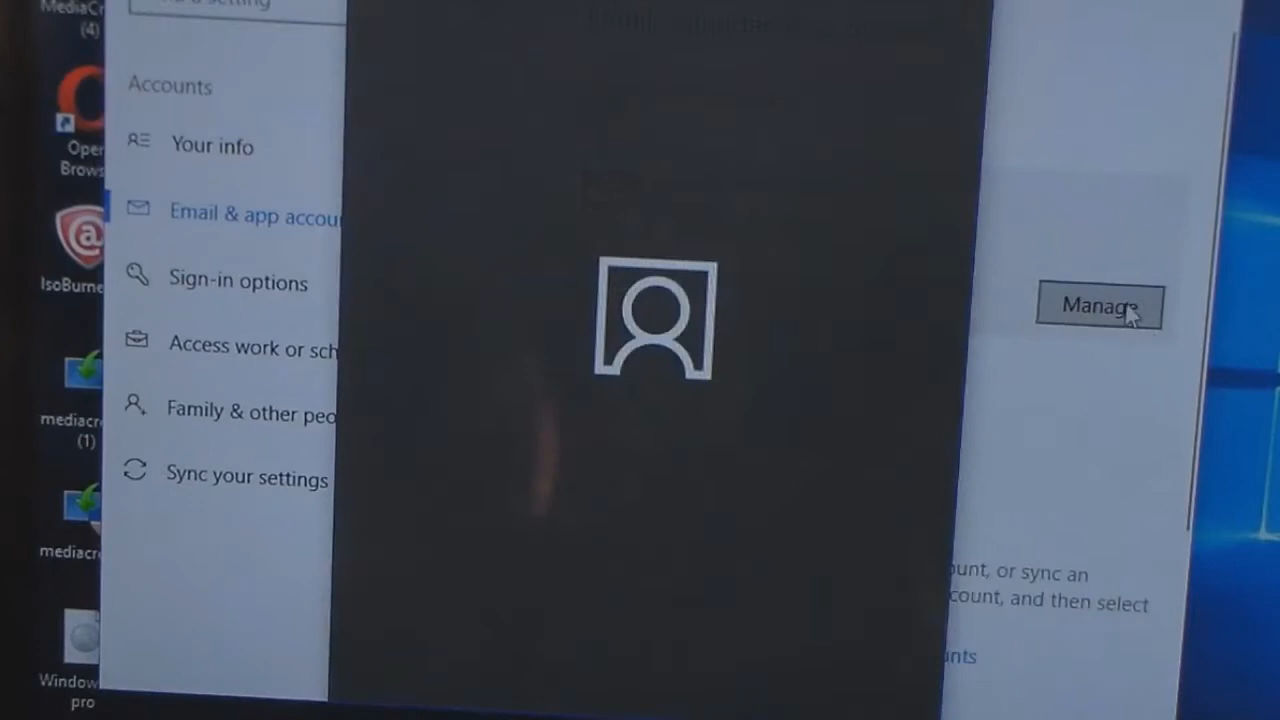 MediaCr
(4)
a setting
Accounts
Your info
Email & app accou
Sign-in options
Access work or sch
Family & other peo
Sync your settings
Oper
Brows
IsoBurne
mediacr
(1)
mediacr
Window
pro
Manage
ount, or sync an
count, and then select
unts